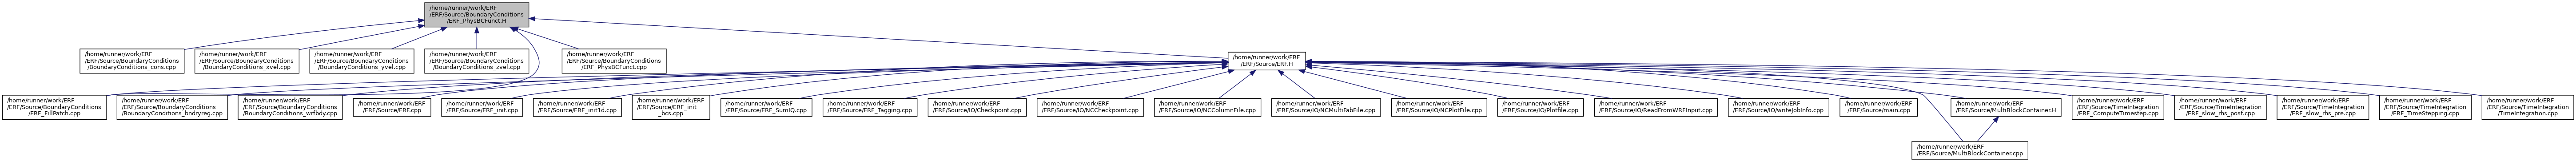 /home/runner/work/ERF
/ERF/Source/BoundaryConditions
/ERF_PhysBCFunct.H
/home/runner/work/ERF
/ERF/Source/BoundaryConditions
/BoundaryConditions_cons.cpp
/home/runner/work/ERF
/ERF/Source/BoundaryConditions
/BoundaryConditions_xvel.cpp
/home/runner/work/ERF
/ERF/Source/BoundaryConditions
/BoundaryConditions_yvel.cpp
/home/runner/work/ERF
/ERF/Source/BoundaryConditions
/BoundaryConditions_zvel.cpp
/home/runner/work/ERF
/ERF/Source/BoundaryConditions
/ERF_PhysBCFunct.cpp
/home/runner/work/ERF
/ERF/Source/ERF.H
/home/runner/work/ERF
/ERF/Source/BoundaryConditions
/ERF_FillPatch.cpp
/home/runner/work/ERF
/ERF/Source/BoundaryConditions
/BoundaryConditions_bndryreg.cpp
/home/runner/work/ERF
/ERF/Source/BoundaryConditions
/BoundaryConditions_wrfbdy.cpp
/home/runner/work/ERF
/ERF/Source/ERF.cpp
/home/runner/work/ERF
/ERF/Source/ERF_init.cpp
/home/runner/work/ERF
/ERF/Source/ERF_init1d.cpp
/home/runner/work/ERF
/ERF/Source/ERF_init
_bcs.cpp
/home/runner/work/ERF
/ERF/Source/ERF_SumIQ.cpp
/home/runner/work/ERF
/ERF/Source/ERF_Tagging.cpp
/home/runner/work/ERF
/ERF/Source/IO/Checkpoint.cpp
/home/runner/work/ERF
/ERF/Source/IO/NCCheckpoint.cpp
/home/runner/work/ERF
/ERF/Source/IO/NCColumnFile.cpp
/home/runner/work/ERF
/ERF/Source/IO/NCMultiFabFile.cpp
/home/runner/work/ERF
/ERF/Source/IO/NCPlotFile.cpp
/home/runner/work/ERF
/ERF/Source/IO/Plotfile.cpp
/home/runner/work/ERF
/ERF/Source/IO/ReadFromWRFInput.cpp
/home/runner/work/ERF
/ERF/Source/IO/writeJobInfo.cpp
/home/runner/work/ERF
/ERF/Source/main.cpp
/home/runner/work/ERF
/ERF/Source/MultiBlockContainer.H
/home/runner/work/ERF
/ERF/Source/TimeIntegration
/ERF_ComputeTimestep.cpp
/home/runner/work/ERF
/ERF/Source/TimeIntegration
/ERF_slow_rhs_post.cpp
/home/runner/work/ERF
/ERF/Source/TimeIntegration
/ERF_slow_rhs_pre.cpp
/home/runner/work/ERF
/ERF/Source/TimeIntegration
/ERF_TimeStepping.cpp
/home/runner/work/ERF
/ERF/Source/TimeIntegration
/TimeIntegration.cpp
/home/runner/work/ERF
/ERF/Source/MultiBlockContainer.cpp